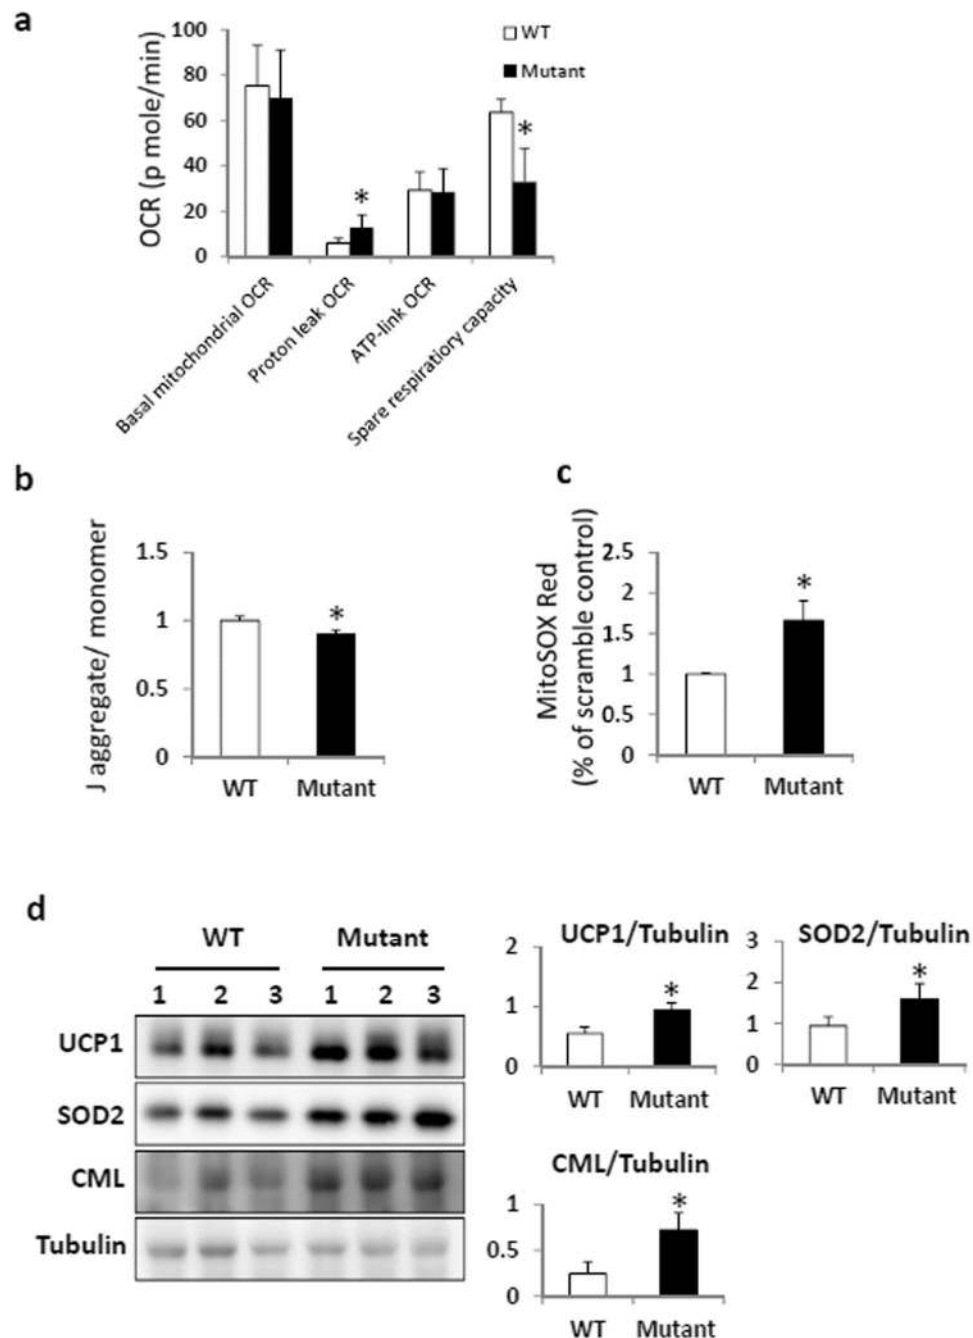 a
OCR (p mole/min)
100
80
60
40
20
0
WT
Mutant
*
*
Basal mitochondrial OCR
Proton leak OCR
ATP-link OCR
Spare respiratiory capacity
b
J aggregate/ monomer
1.5
1
0.5
0
*
WT Mutant
c
MitoSOX Red
(% of scramble control)
2.5
2
1.5
1
0.5
0
*
WT Mutant
d
WT Mutant
1 2 3 1 2 3
UCP1
SOD2
CML
Tubulin
UCP1/Tubulin
2
1
0
*
WT Mutant
SOD2/Tubulin
3
2
1
0
*
WT Mutant
CML/Tubulin
1
0.5
0
*
WT Mutant